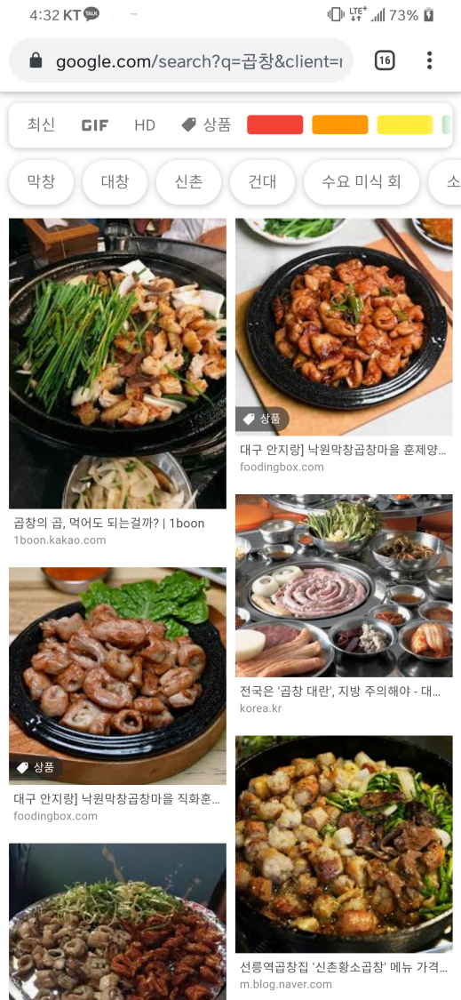 4:32 KT TALK ... LTE+ 73%
google.com/search?q=곱창&client=r
16
최신 GIF HD 상품
막창 대창 신촌 건대 수요 미식 회 소
곱창의 곱, 먹어도 되는걸까? | 1boon
1boon.kakao.com
상품
대구 안지랑] 낙원막창곱창마을 훈제양...
foodingbox.com
전국은 '곱창 대란', 지방 주의해야 - 대...
korea.kr
상품
대구 안지랑] 낙원막창곱창마을 직화훈...
foodingbox.com
선릉역곱창집 '신촌황소곱창' 메뉴 가격...
m.blog.naver.com